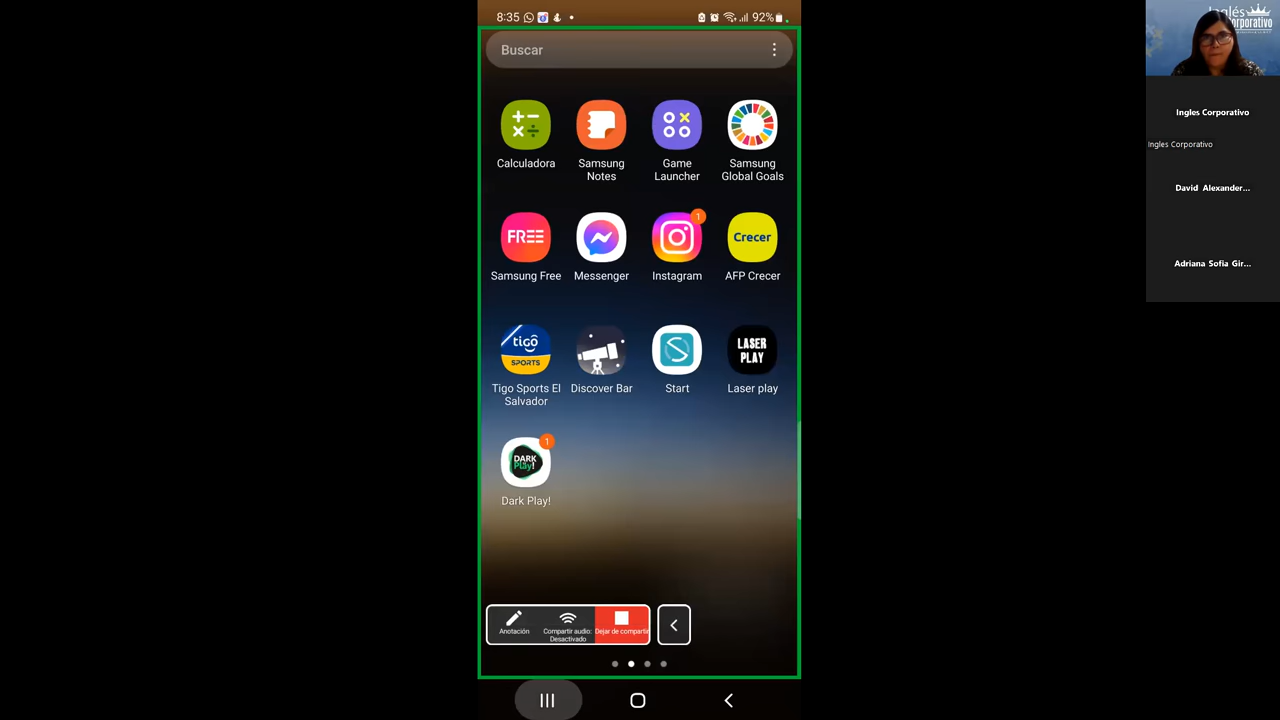 8:35
92%
Buscar
Calculadora
Samsung
Notes
Game
Launcher
Samsung
Global Goals
FREE
Samsung Free
Messenger
1
Instagram
Crecer
AFP Crecer
tigo
SPORTS
Tigo Sports El
Salvador
Discover Bar
Start
LASER
PLAY
Laser play
1
DARK
Play!
Dark Play!
Anotación
Compartir audio:
Desactivado
Dejar de compartir
Inglés
Corporativo
Ingles Corporativo
Ingles Corporativo
David Alexander...
Adriana Sofia Gir...